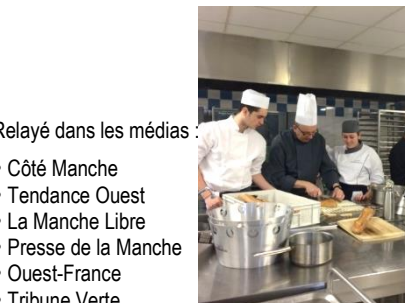 Relayé dans les médias :
• Côté Manche
• Tendance Ouest
• La Manche Libre
• Presse de la Manche
• Ouest-France
• Tribune Verte